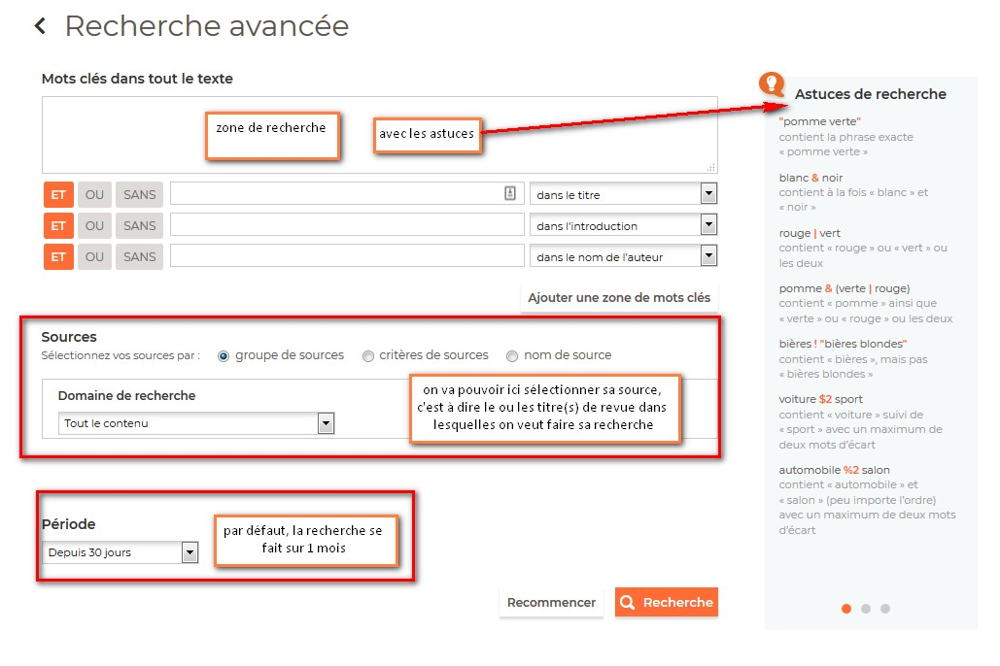 Recherche avancée
Mots clés dans tout le texte
zone de recherche
avec les astuces
ET OU SANS
dans le titre
ET OU SANS
dans l'introduction
ET OU SANS
dans le nom de l'auteur
Ajouter une zone de mots clés
Sources
Sélectionnez vos sources par : groupe de sources critères de sources nom de source
Domaine de recherche
Tout le contenu
on va pouvoir ici sélectionner sa source,
c'est à dire le ou les titre(s) de revue dans
lesquelles on veut faire sa recherche
Période
Depuis 30 jours
par défaut, la recherche se
fait sur 1 mois
Recommencer
Recherche
Astuces de recherche
"pomme verte"
contient la phrase exacte
« pomme verte »
blanc & noir
contient à la fois « blanc » et
« noir »
rouge | vert
contient « rouge » ou « vert » ou
les deux
pomme & (verte | rouge)
contient « pomme » ainsi que
« verte » ou « rouge » ou les deux
bières ! "bières blondes"
contient « bières », mais pas
« bières blondes »
voiture $2 sport
contient « voiture » suivi de
« sport » avec un maximum de
deux mots d'écart
automobile %2 salon
contient « automobile » et
« salon » (peu importe l'ordre)
avec un maximum de deux mots
d'écart